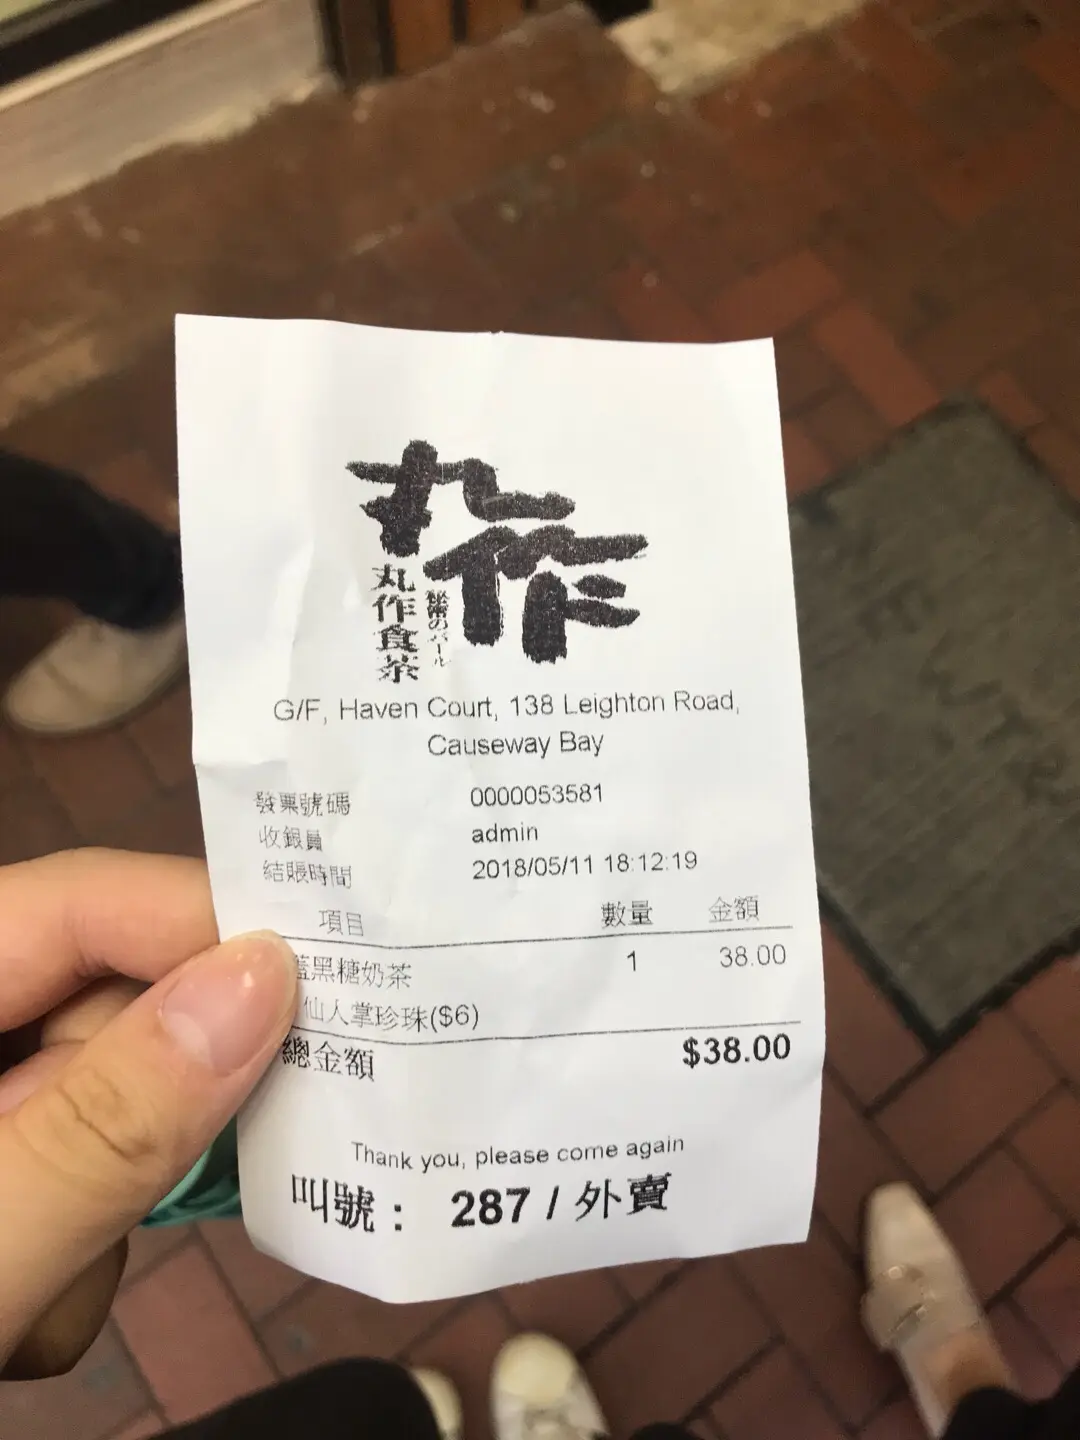 丸作
丸作食茶
秘密のパール
G/F, Haven Court, 138 Leighton Road,
Causeway Bay
發票號碼 0000053581
收銀員 admin
結賬時間 2018/05/11 18:12:19
項目 數量 金額
蓋黑糖奶茶 1 38.00
仙人掌珍珠($6)
總金額 $38.00
Thank you, please come again
叫號： 287 / 外賣